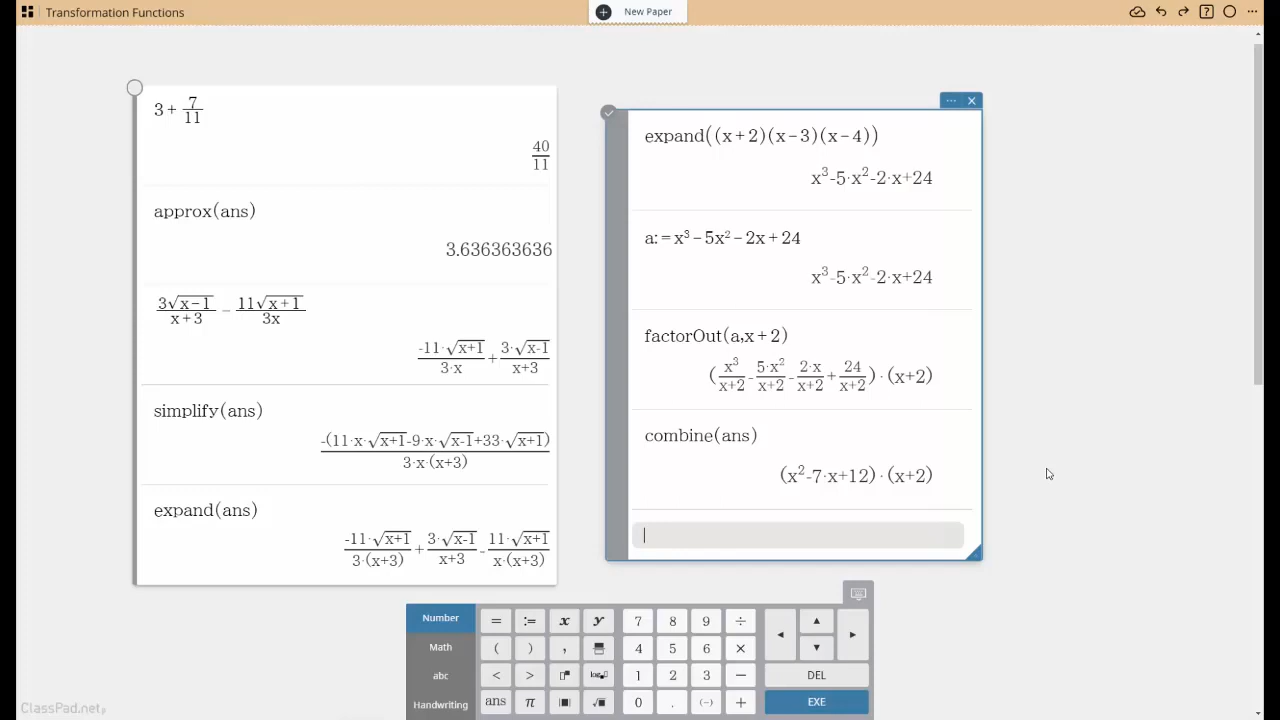 Transformation Functions
New Paper
3 + 7/11
40/11
approx(ans)
3.636363636
3√x−1/x+3 − 11√x+1/3x
-11·√x+1/3·x + 3·√x-1/x+3
simplify(ans)
-(11·x·√x+1-9·x·√x-1+33·√x+1)/3·x·(x+3)
expand(ans)
-11·√x+1/3·(x+3) + 3·√x-1/x+3 - 11·√x+1/x·(x+3)
expand((x+2)(x−3)(x−4))
x³-5·x²-2·x+24
a:=x³−5x²−2x+24
x³-5·x²-2·x+24
factorOut(a,x+2)
(x³/x+2 - 5·x²/x+2 - 2·x/x+2 + 24/x+2)·(x+2)
combine(ans)
(x²-7·x+12)·(x+2)
Number = := x y 7 8 9 ÷
Math ( ) , 4 5 6 ×
abc < > 1 2 3 − DEL
Handwriting ans π 0 . (−) + EXE
ClassPad.net